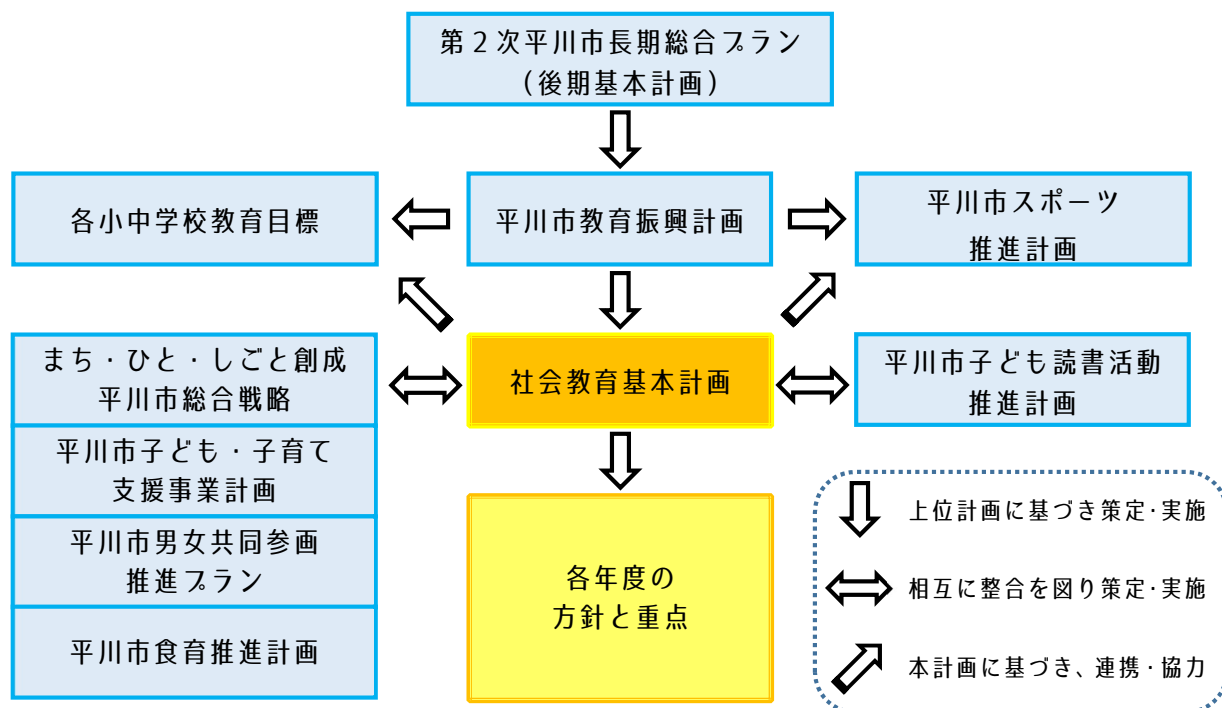 第2次平川市長期総合プラン
(後期基本計画)
各小中学校教育目標
平川市教育振興計画
平川市スポーツ
推進計画
まち・ひと・しごと創成
平川市総合戦略
社会教育基本計画
平川市子ども読書活動
推進計画
平川市子ども・子育て
支援事業計画
平川市男女共同参画
推進プラン
平川市食育推進計画
各年度の
方針と重点
上位計画に基づき策定・実施
相互に整合を図り策定・実施
本計画に基づき、連携・協力